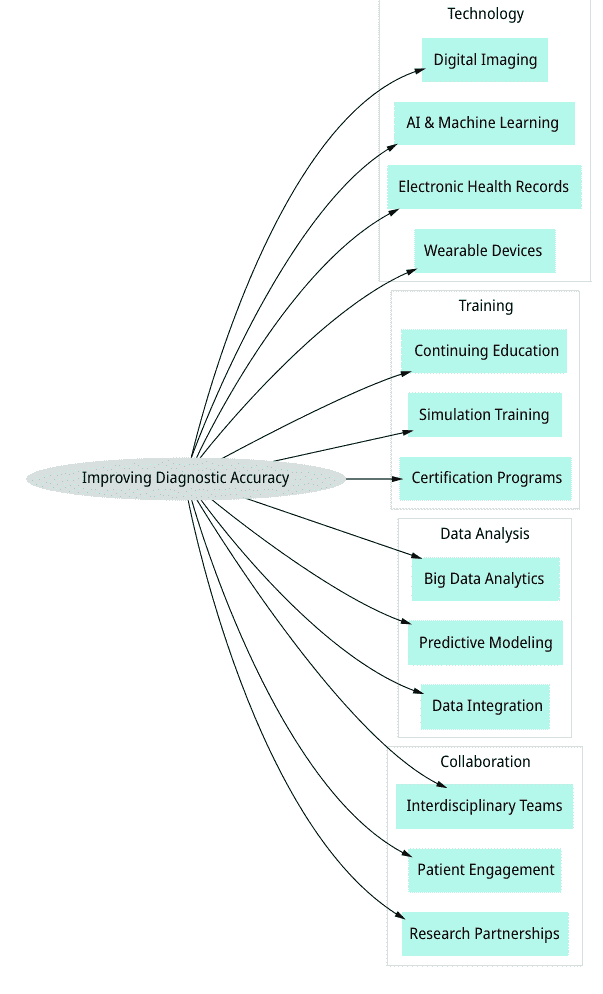 Technology
Digital Imaging
AI & Machine Learning
Electronic Health Records
Wearable Devices
Training
Continuing Education
Simulation Training
Improving Diagnostic Accuracy
Certification Programs
Data Analysis
Big Data Analytics
Predictive Modeling
Data Integration
Collaboration
Interdisciplinary Teams
Patient Engagement
Research Partnerships